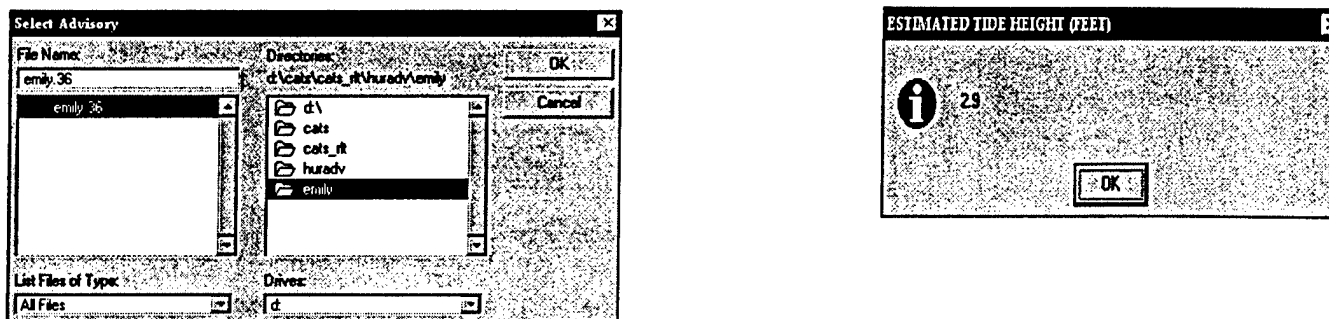 Select Advisory
File Name:
emily.36
emily.36
List Files of Type:
All Files
Directories:
d:\cats\cats_rlt\huradv\emily
d:\
cats
cats_rlt
huradv
emily
Drives:
d:
OK
Cancel
ESTIMATED TIDE HEIGHT (FEET)
2.9
OK